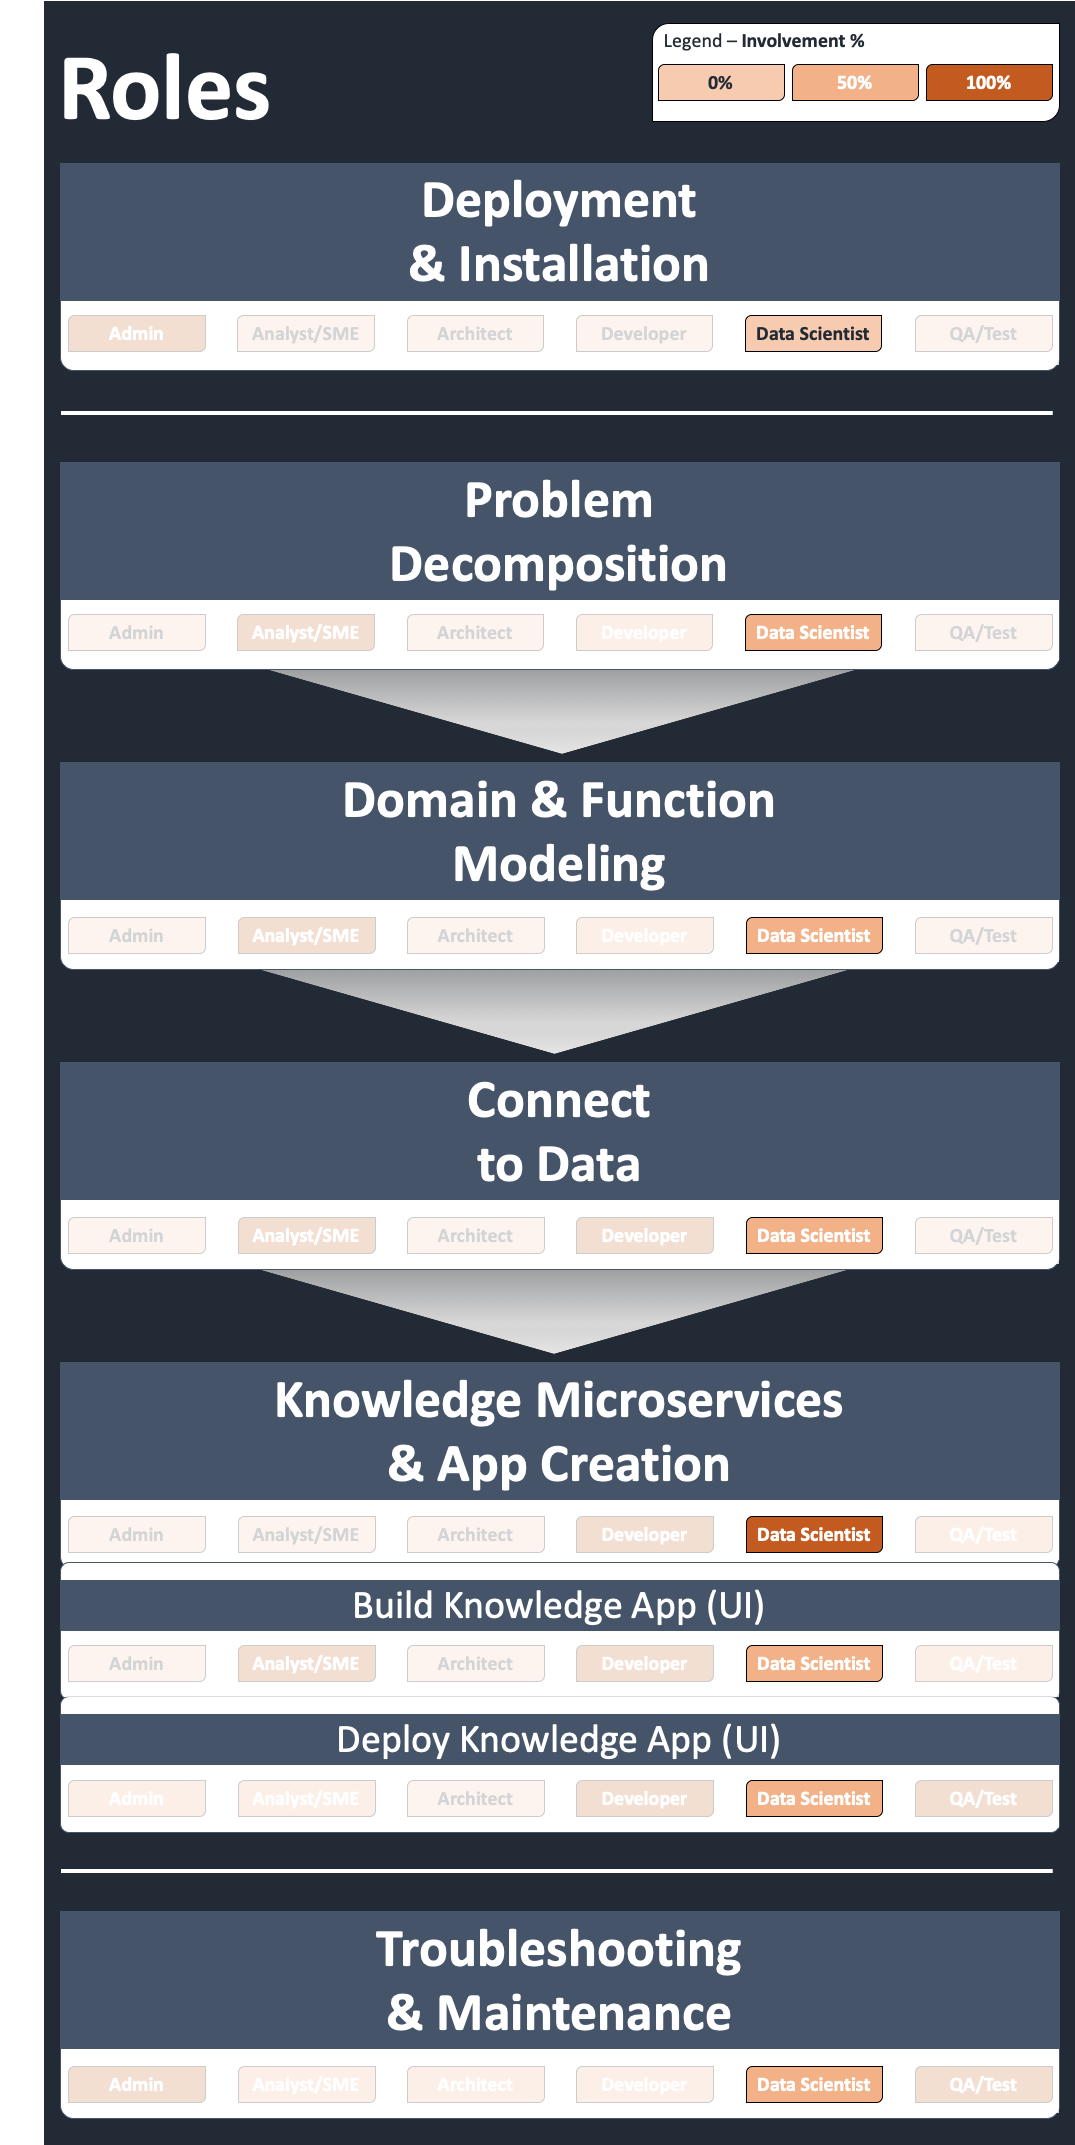 Roles
Legend – Involvement %
0% 50% 100%
Deployment
& Installation
Admin Analyst/SME Architect Developer Data Scientist QA/Test
Problem
Decomposition
Admin Analyst/SME Architect Developer Data Scientist QA/Test
Domain & Function
Modeling
Admin Analyst/SME Architect Developer Data Scientist QA/Test
Connect
to Data
Admin Analyst/SME Architect Developer Data Scientist QA/Test
Knowledge Microservices
& App Creation
Admin Analyst/SME Architect Developer Data Scientist QA/Test
Build Knowledge App (UI)
Admin Analyst/SME Architect Developer Data Scientist QA/Test
Deploy Knowledge App (UI)
Admin Analyst/SME Architect Developer Data Scientist QA/Test
Troubleshooting
& Maintenance
Admin Analyst/SME Architect Developer Data Scientist QA/Test